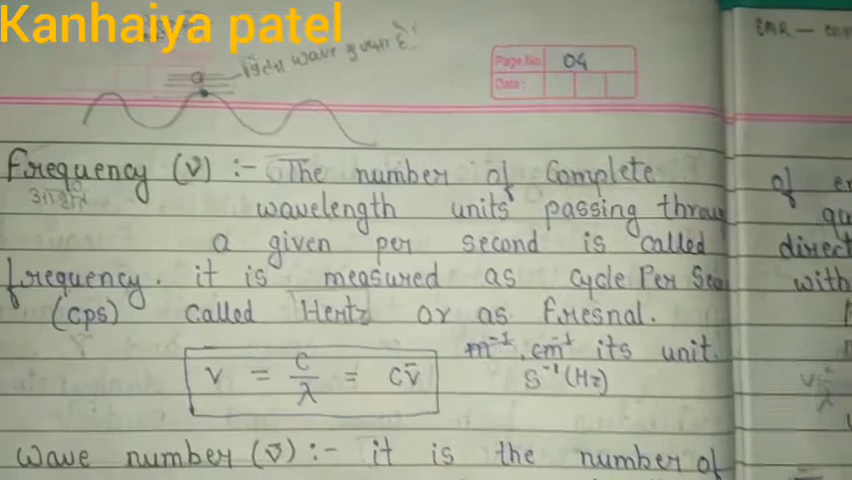 Kanhaiya patel
कितना wave गुजरता है
Page No. 04
Date:
Frequency (ν) :- The number of Complete
आवृत्ति
wavelength units passing throu
a given per second is called
frequency. it is measured as cycle Per Sec
(cps) called Hertz or as fresnal.
m⁻¹, cm⁻¹ its unit.
ν = c/λ = cν̄
S⁻¹ (Hz)
Wave number (ν̄) :- it is the number of
EMR -
of
direct
with